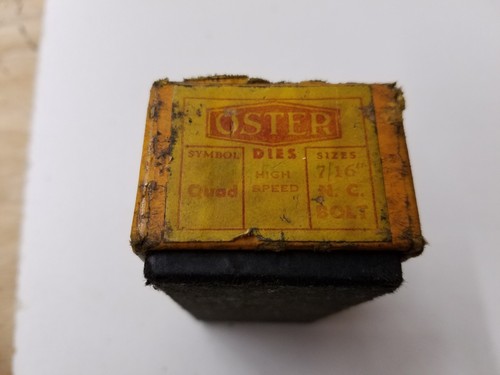 OSTER
SYMBOL DIES SIZES
HIGH 7/16"
Quad SPEED N. C.
BOLT